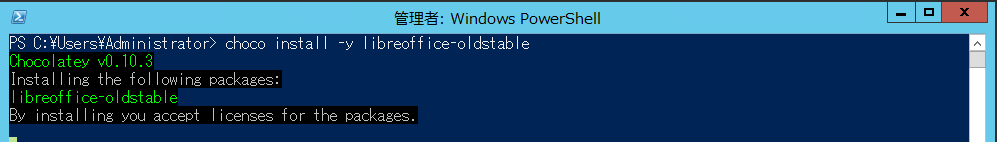 管理者: Windows PowerShell
PS C:¥Users¥Administrator> choco install -y libreoffice-oldstable
Chocolatey v0.10.3
Installing the following packages:
libreoffice-oldstable
By installing you accept licenses for the packages.